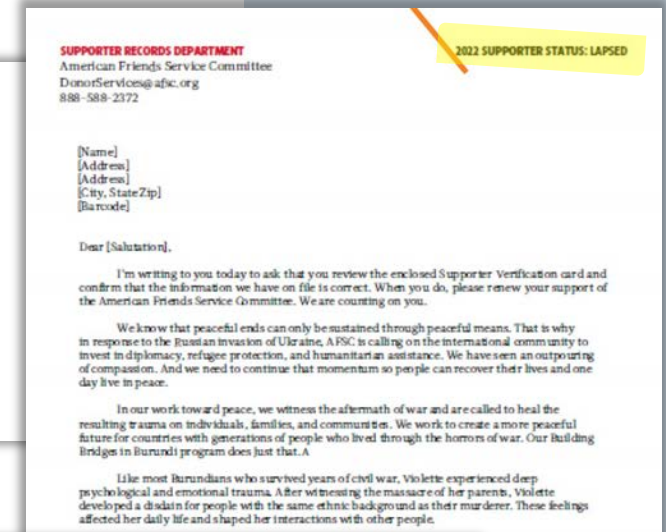 SUPPORTER RECORDS DEPARTMENT
2022 SUPPORTER STATUS: LAPSED
American Friends Service Committee
DonorServices@afsc.org
888-588-2372
[Name]
[Address]
[Address]
[City, StateZip]
[Barcode]
Dear [Salutation],
I'm writing to you today to ask that you review the enclosed Supporter Verification card and
confirm that the information we have on file is correct. When you do, please renew your support of
the American Friends Service Committee. We are counting on you.
We know that peaceful ends can only be sustained through peaceful means. That is why
in response to the Russian invasion of Ukraine, AFSC is calling on the international community to
invest in diplomacy, refugee protection, and humanitarian assistance. We have seen an outpouring
of compassion. And we need to continue that momentum so people can recover their lives and one
day live in peace.
In our work toward peace, we witness the aftermath of war and are called to heal the
resulting trauma on individuals, families, and communities. We work to create a more peaceful
future for countries with generations of people who lived through the horrors of war. Our Building
Bridges in Burundi program does just that.A
Like most Burundians who survived years of civil war, Violette experienced deep
psychological and emotional trauma. After witnessing the massacre of her parents, Violette
developed a disdain for people with the same ethnic background as their murderer. These feelings
affected her daily life and shaped her interactions with other people.